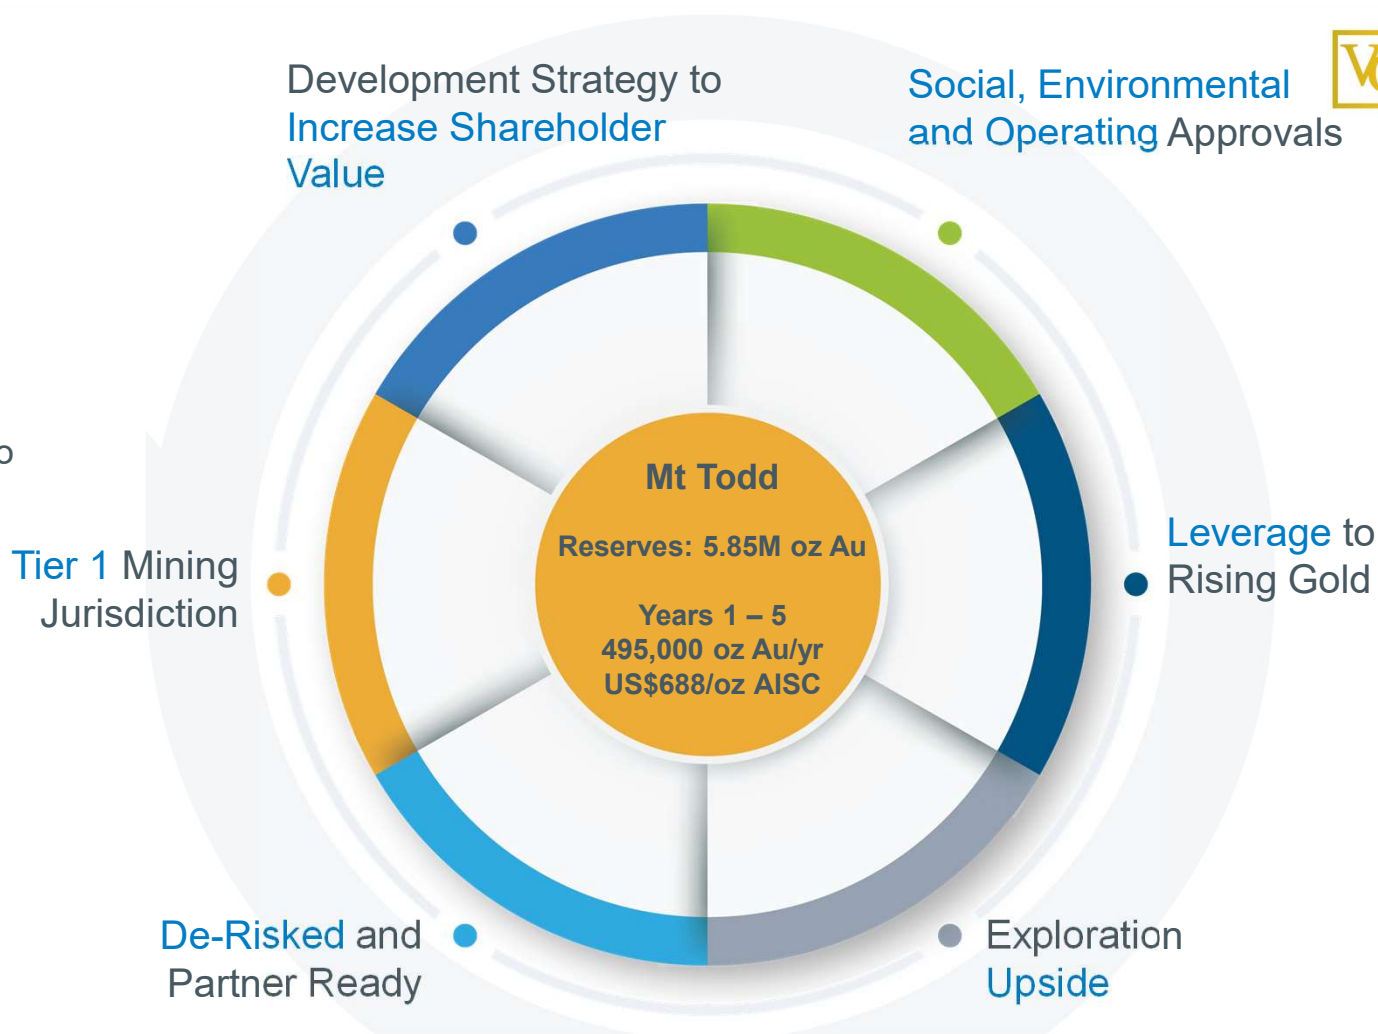 Development Strategy to
Increase Shareholder
Value
Social, Environmental
and Operating Approvals
Tier 1 Mining
Jurisdiction
Mt Todd
Reserves: 5.85M oz Au
Years 1 – 5
495,000 oz Au/yr
US$688/oz AISC
Leverage to
Rising Gold
De-Risked and
Partner Ready
Exploration
Upside